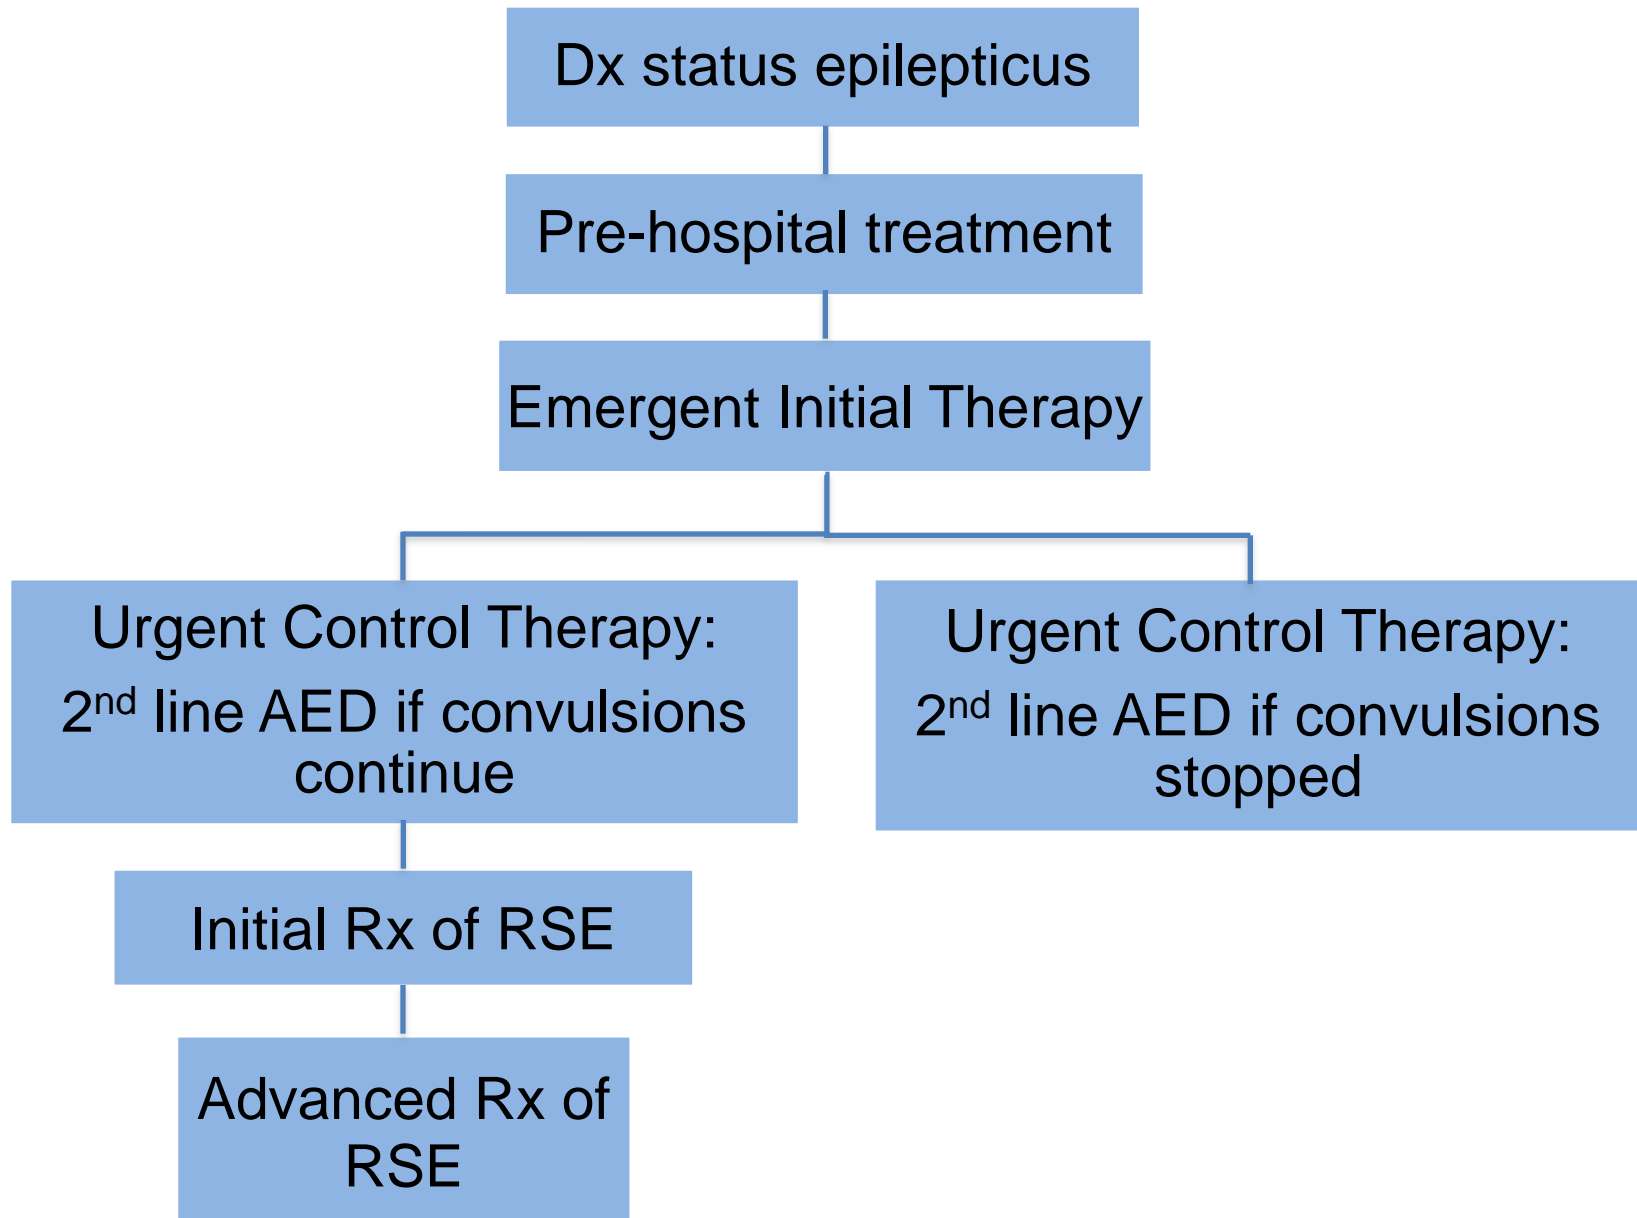 Dx status epilepticus
Pre-hospital treatment
Emergent Initial Therapy
Urgent Control Therapy:
2nd line AED if convulsions
continue
Urgent Control Therapy:
2nd line AED if convulsions
stopped
Initial Rx of RSE
Advanced Rx of
RSE